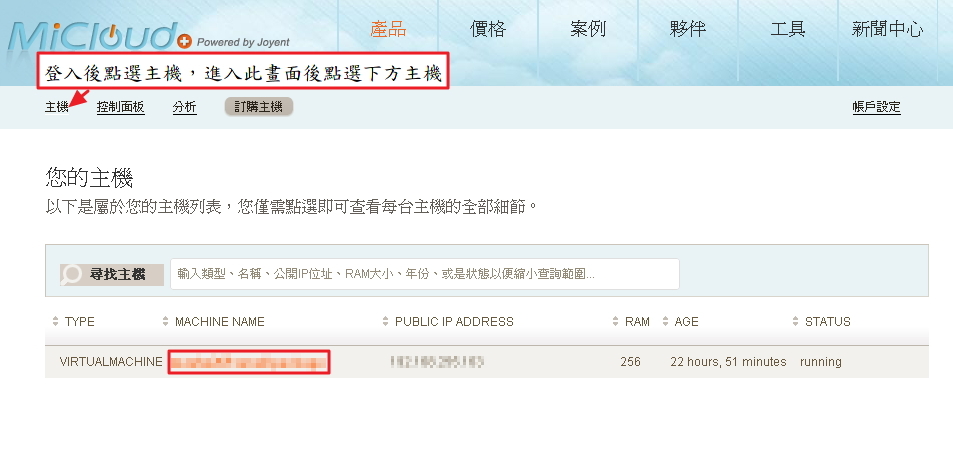 MiCloud Powered by Joyent
產品 價格 案例 夥伴 工具 新聞中心
登入後點選主機，進入此畫面後點選下方主機
主機 控制面板 分析 訂購主機 帳戶設定
您的主機
以下是屬於您的主機列表，您僅需點選即可查看每台主機的全部細節。
尋找主機 輸入類型、名稱、公開IP位址、RAM大小、年份、或是狀態以便縮小查詢範圍...
TYPE MACHINE NAME PUBLIC IP ADDRESS RAM AGE STATUS
VIRTUALMACHINE 256 22 hours, 51 minutes running